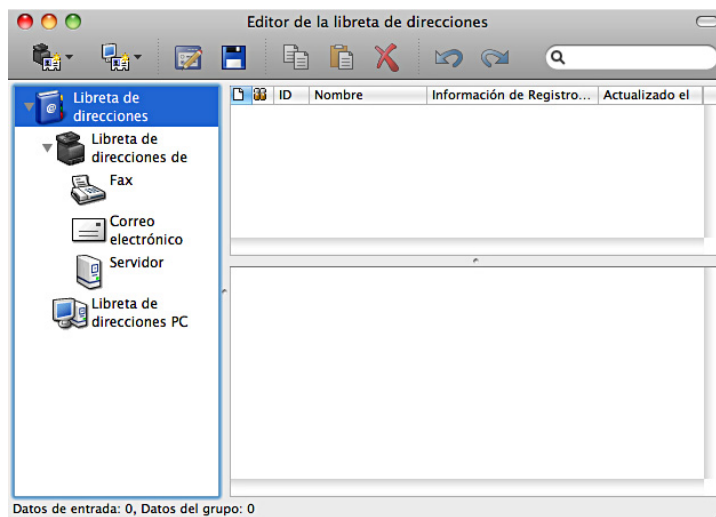 Editor de la libreta de direcciones
Libreta de
direcciones
Libreta de
direcciones de
Fax
Correo
electrónico
Servidor
Libreta de
direcciones PC
ID Nombre Información de Registro... Actualizado el
Datos de entrada: 0, Datos del grupo: 0